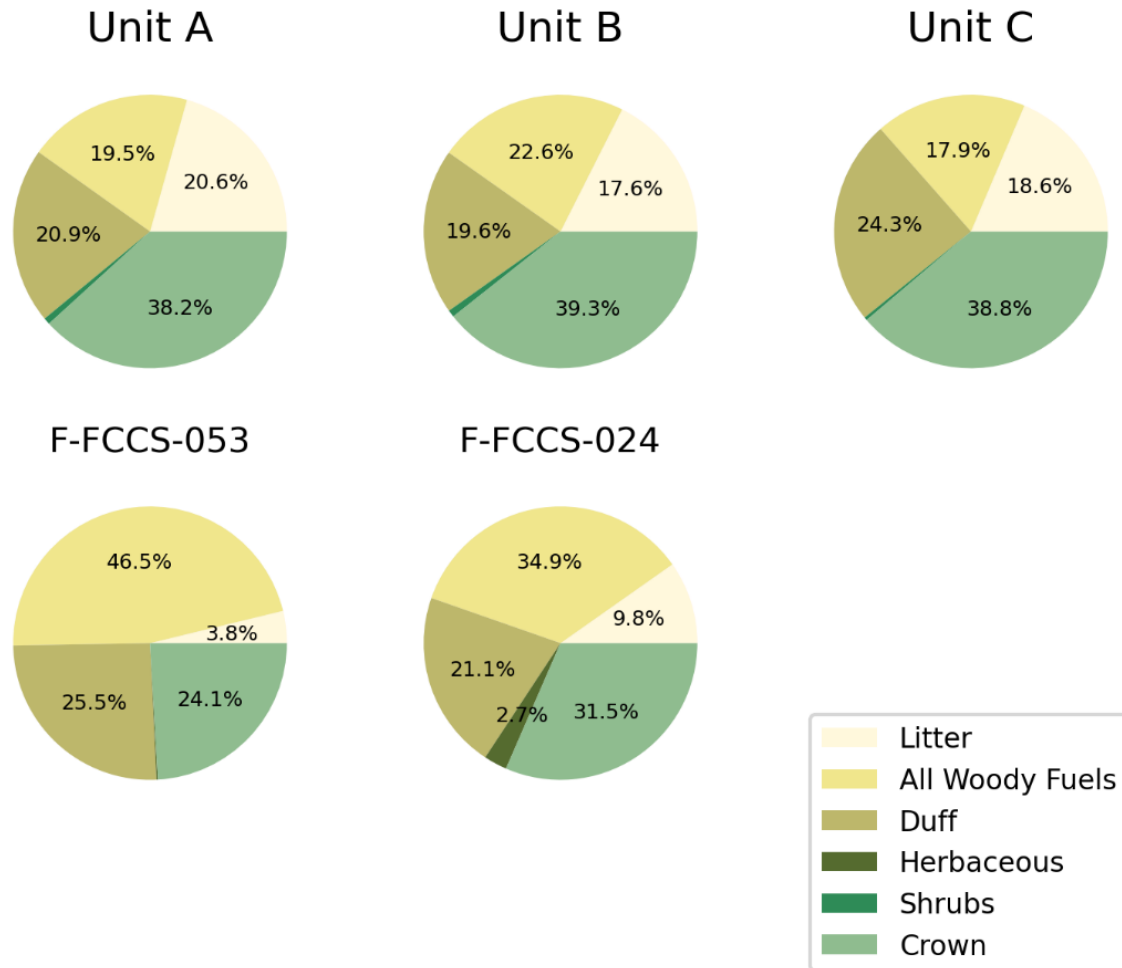 Unit A
Unit B
Unit C
19.5%
20.6%
20.9%
38.2%
22.6%
17.6%
19.6%
39.3%
17.9%
18.6%
24.3%
38.8%
F-FCCS-053
F-FCCS-024
46.5%
3.8%
25.5%
24.1%
34.9%
9.8%
21.1%
2.7%
31.5%
Litter
All Woody Fuels
Duff
Herbaceous
Shrubs
Crown